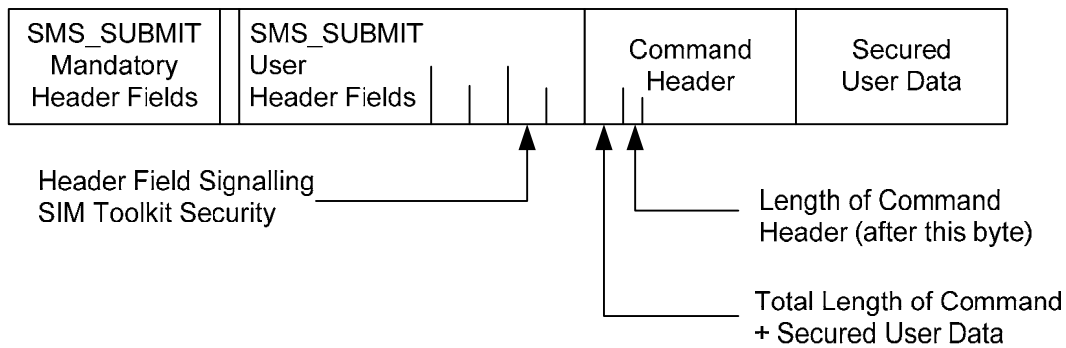 SMS_SUBMIT
Mandatory
Header Fields
SMS_SUBMIT
User
Header Fields
Command
Header
Secured
User Data
Header Field Signalling
SIM Toolkit Security
Length of Command
Header (after this byte)
Total Length of Command
+ Secured User Data